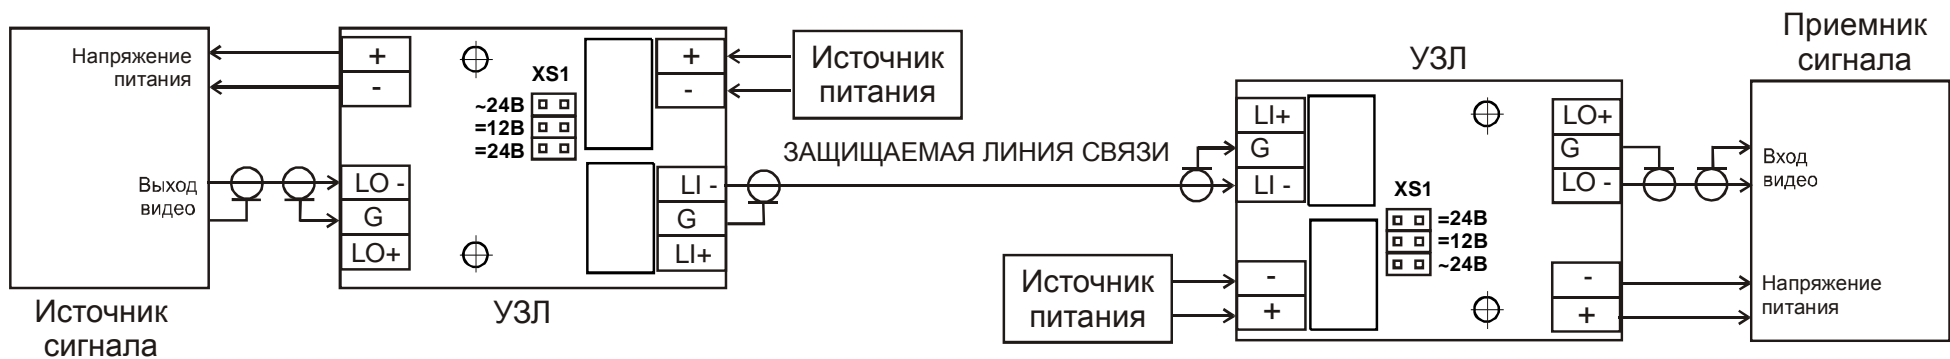 Напряжение
питания
Выход
видео
Источник
сигнала
+
-
LO -
G
LO+
XS1
~24В
=12В
=24В
+
-
LI -
G
LI+
УЗЛ
Источник
питания
ЗАЩИЩАЕМАЯ ЛИНИЯ СВЯЗИ
Источник
питания
УЗЛ
LI+
G
LI -
-
+
XS1
=24В
=12В
~24В
LO+
G
LO -
-
+
Приемник
сигнала
Вход
видео
Напряжение
питания